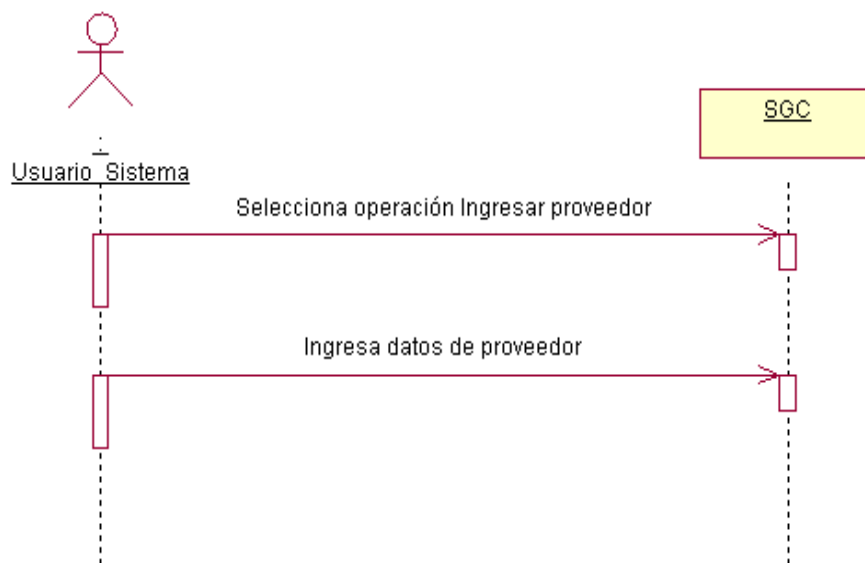 SGC
: Usuario_Sistema
Selecciona operación Ingresar proveedor
Ingresa datos de proveedor